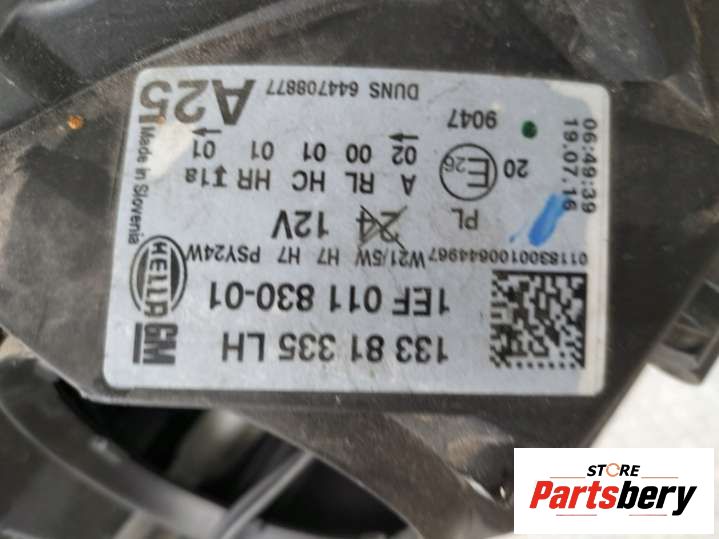 133 81 335 LH
GM
1EF 011 830-01
HELLA
W21/5W H7 H7 PSY24W
0118300100644967
24 12V
PL
A RL HC HR I1a
02 00 01 01 01
20
E26
9047
06:49:39
19.07.16
Made in Slovenia
A25
DUNS 644708877
STORE
Partsbery